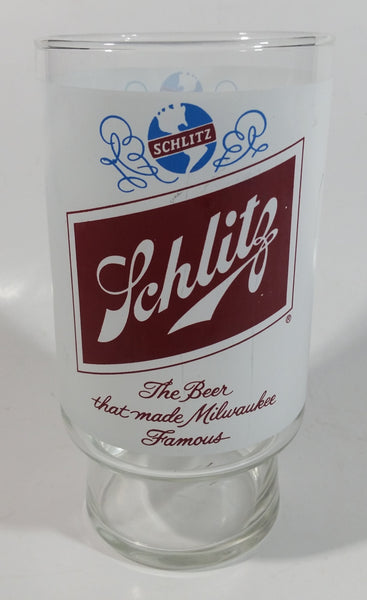 SCHLITZ
Schlitz
®
The Beer
that made Milwaukee
Famous